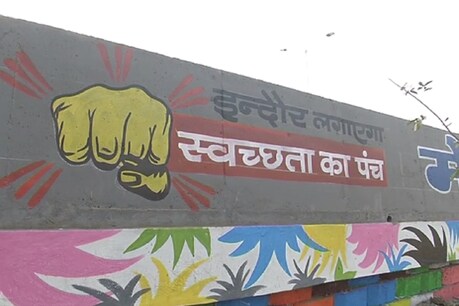 इन्दौर लगाएगा
स्वच्छता का पंच